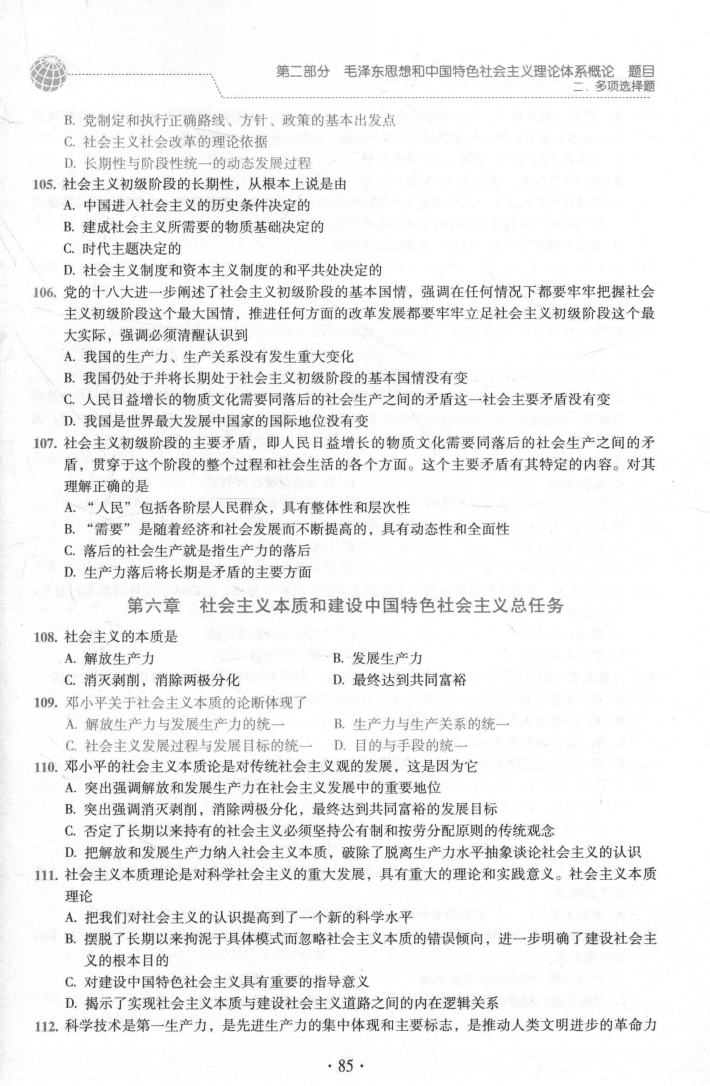 第二部分 毛泽东思想和中国特色社会主义理论体系概论 题目
二、多项选择题
B. 党制定和执行正确路线、方针、政策的基本出发点
C. 社会主义社会改革的理论依据
D. 长期性与阶段性统一的动态发展过程
105. 社会主义初级阶段的长期性，从根本上说是由
A. 中国进入社会主义的历史条件决定的
B. 建成社会主义所需要的物质基础决定的
C. 时代主题决定的
D. 社会主义制度和资本主义制度的和平共处决定的
106. 党的十八大进一步阐述了社会主义初级阶段的基本国情，强调在任何情况下都要牢牢把握社会
主义初级阶段这个最大国情，推进任何方面的改革发展都要牢牢立足社会主义初级阶段这个最
大实际，强调必须清醒认识到
A. 我国的生产力、生产关系没有发生重大变化
B. 我国仍处于并将长期处于社会主义初级阶段的基本国情没有变
C. 人民日益增长的物质文化需要同落后的社会生产之间的矛盾这一社会主要矛盾没有变
D. 我国是世界最大发展中国家的国际地位没有变
107. 社会主义初级阶段的主要矛盾，即人民日益增长的物质文化需要同落后的社会生产之间的矛
盾，贯穿于这个阶段的整个过程和社会生活的各个方面。这个主要矛盾有其特定的内容。对其
理解正确的是
A. “人民”包括各阶层人民群众，具有整体性和层次性
B. “需要”是随着经济和社会发展而不断提高的，具有动态性和全面性
C. 落后的社会生产就是指生产力的落后
D. 生产力落后将长期是矛盾的主要方面
第六章 社会主义本质和建设中国特色社会主义总任务
108. 社会主义的本质是
A. 解放生产力 B. 发展生产力
C. 消灭剥削，消除两极分化 D. 最终达到共同富裕
109. 邓小平关于社会主义本质的论断体现了
A. 解放生产力与发展生产力的统一 B. 生产力与生产关系的统一
C. 社会主义发展过程与发展目标的统一 D. 目的与手段的统一
110. 邓小平的社会主义本质论是对传统社会主义观的发展，这是因为它
A. 突出强调解放和发展生产力在社会主义发展中的重要地位
B. 突出强调消灭剥削，消除两极分化，最终达到共同富裕的发展目标
C. 否定了长期以来持有的社会主义必须坚持公有制和按劳分配原则的传统观念
D. 把解放和发展生产力纳入社会主义本质，破除了脱离生产力水平抽象谈论社会主义的认识
111. 社会主义本质理论是对科学社会主义的重大发展，具有重大的理论和实践意义。社会主义本质
理论
A. 把我们对社会主义的认识提高到了一个新的科学水平
B. 摆脱了长期以来拘泥于具体模式而忽略社会主义本质的错误倾向，进一步明确了建设社会主
义的根本目的
C. 对建设中国特色社会主义具有重要的指导意义
D. 揭示了实现社会主义本质与建设社会主义道路之间的内在逻辑关系
112. 科学技术是第一生产力，是先进生产力的集中体现和主要标志，是推动人类文明进步的革命力
· 85 ·